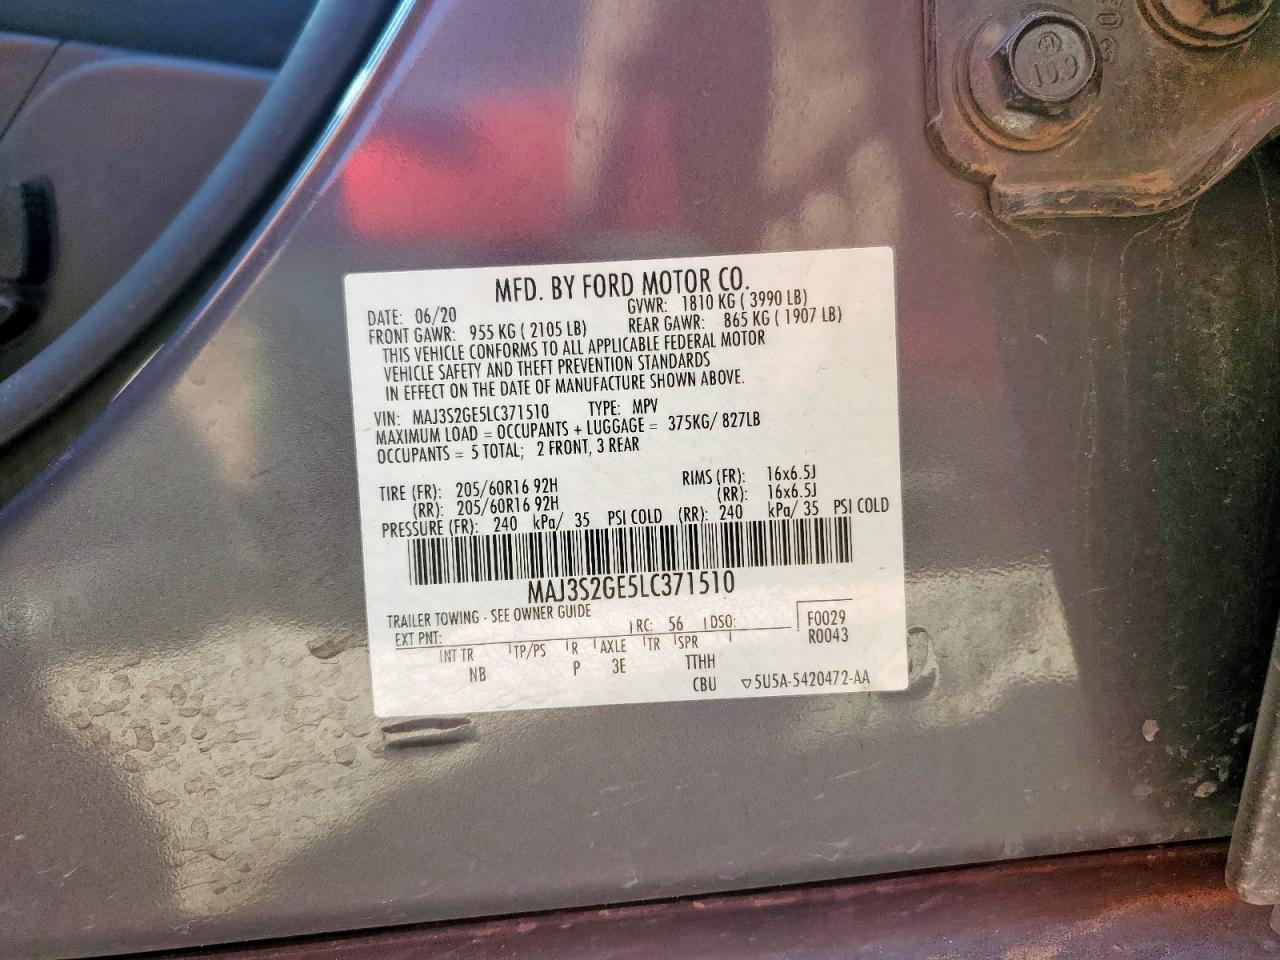 10.9
MFD. BY FORD MOTOR CO.
DATE: 06/20 GVWR: 1810 KG ( 3990 LB)
FRONT GAWR: 955 KG ( 2105 LB) REAR GAWR: 865 KG ( 1907 LB)
THIS VEHICLE CONFORMS TO ALL APPLICABLE FEDERAL MOTOR
VEHICLE SAFETY AND THEFT PREVENTION STANDARDS
IN EFFECT ON THE DATE OF MANUFACTURE SHOWN ABOVE.
VIN: MAJ3S2GE5LC371510 TYPE: MPV
MAXIMUM LOAD = OCCUPANTS + LUGGAGE = 375KG/ 827LB
OCCUPANTS = 5 TOTAL; 2 FRONT, 3 REAR
TIRE (FR): 205/60R16 92H RIMS (FR): 16x6.5J
(RR): 205/60R16 92H (RR): 16x6.5J
PRESSURE (FR): 240 kPa/ 35 PSI COLD (RR): 240 kPa/ 35 PSI COLD
MAJ3S2GE5LC371510
TRAILER TOWING - SEE OWNER GUIDE
EXT PNT: RC: 56 DSO: F0029
R0043
INT TR TP/PS R AXLE TR SPR
NB P 3E TTHH
CBU ▽5U5A-5420472-AA